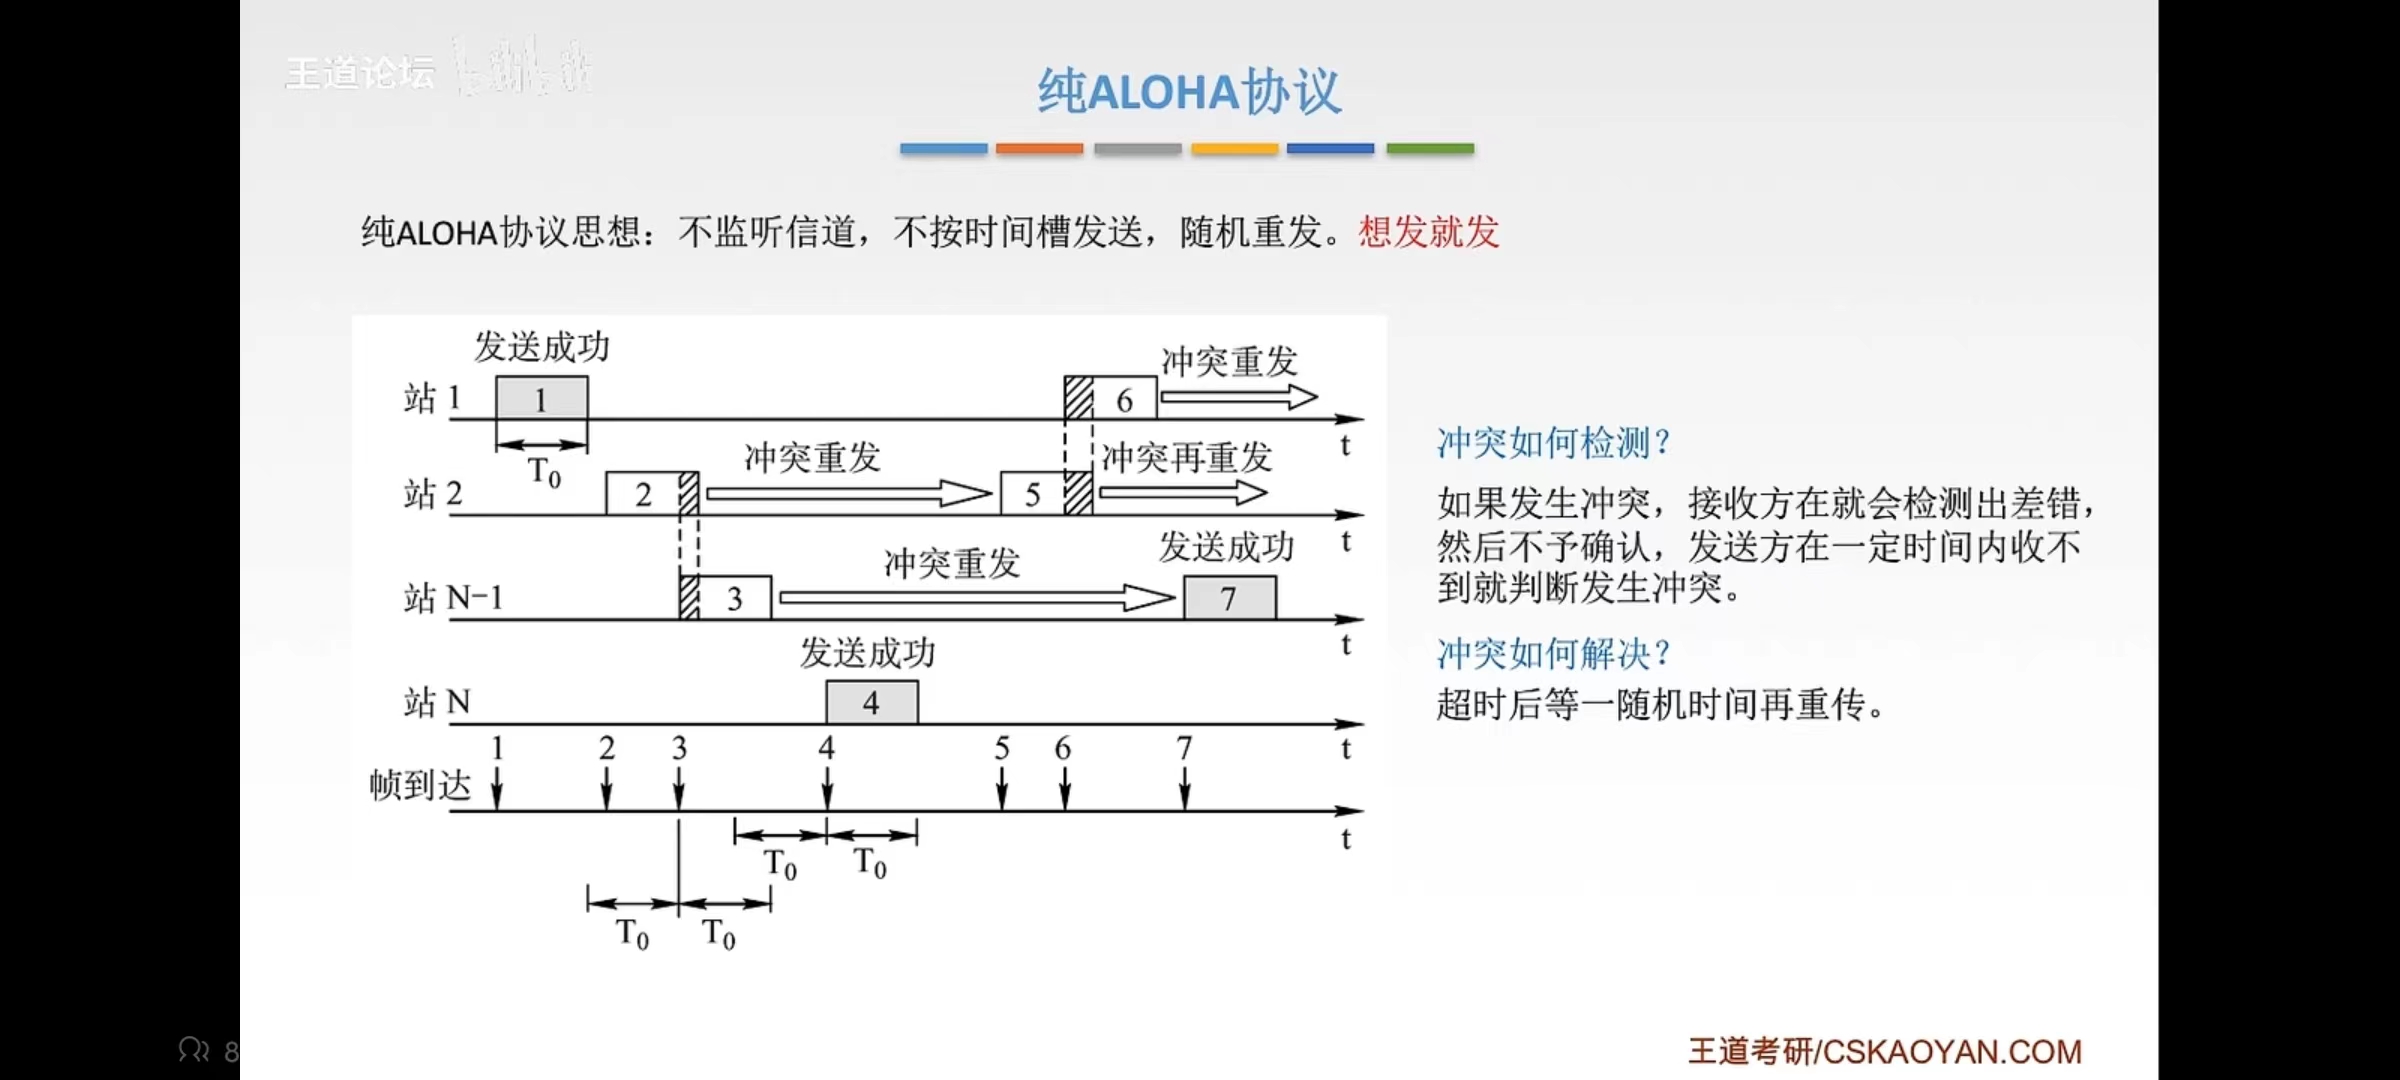 王道论坛 bilibili
纯ALOHA协议
纯ALOHA协议思想：不监听信道，不按时间槽发送，随机重发。想发就发
发送成功
冲突重发
站 1
1
6
t
T0
冲突重发
冲突再重发
站 2
2
5
t
冲突重发
发送成功
站 N-1
3
7
t
发送成功
站 N
4
t
1 2 3 4 5 6 7
帧到达
t
T0 T0
T0 T0
冲突如何检测？
如果发生冲突，接收方在就会检测出差错，
然后不予确认，发送方在一定时间内收不
到就判断发生冲突。
冲突如何解决？
超时后等一随机时间再重传。
8
王道考研/CSKAOYAN.COM